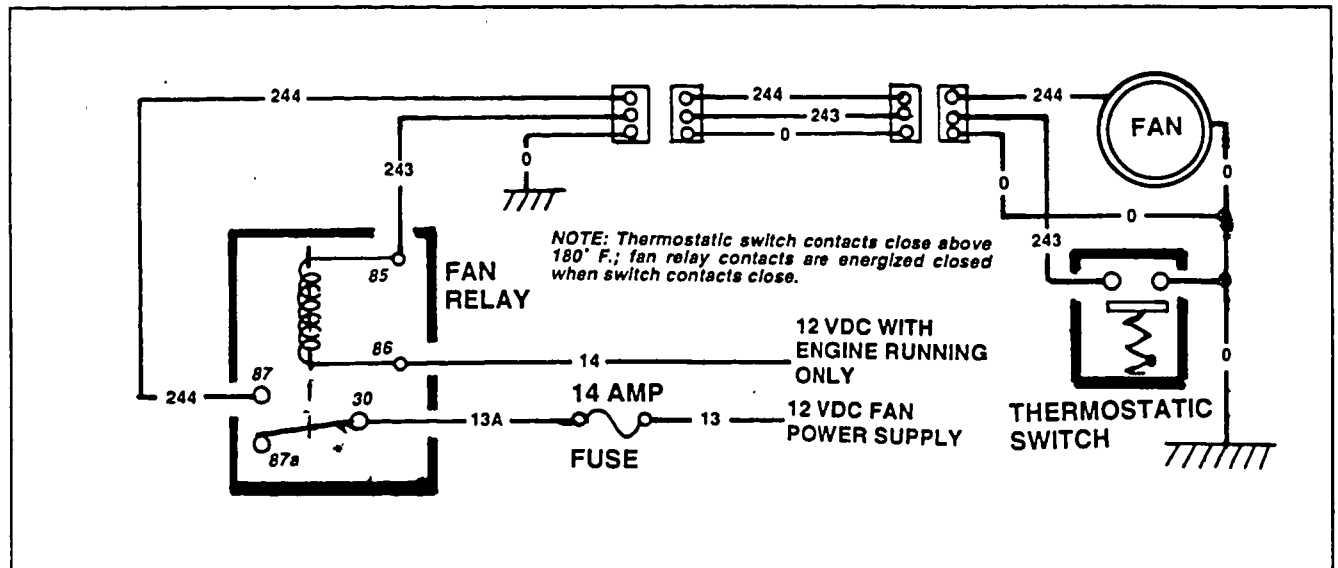 244
244
244
243
0
FAN
0
243
0
0
0
243
NOTE: Thermostatic switch contacts close above
180° F.; fan relay contacts are energized closed
when switch contacts close.
85
FAN
RELAY
86
14
12 VDC WITH
ENGINE RUNNING
ONLY
0
87
244
30
13A
14 AMP
FUSE
13
12 VDC FAN
POWER SUPPLY
87a
THERMOSTATIC
SWITCH